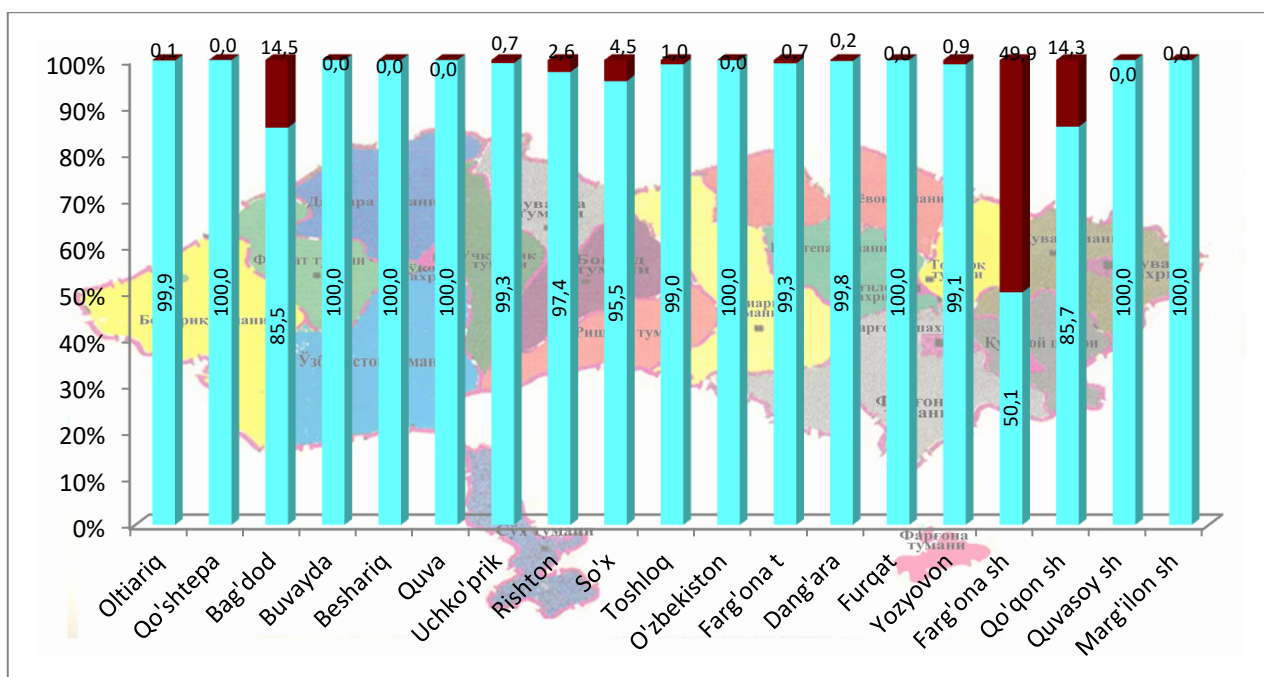 0,1 0,0 14,5 0,0 0,0 0,0 0,7 2,6 4,5 1,0 0,0 0,7 0,2 0,0 0,9 49,9 14,3 0,0 0,0
100%
90%
80%
70%
60%
50%
40%
30%
20%
10%
0%
99,9 100,0 85,5 100,0 100,0 100,0 99,3 97,4 95,5 99,0 100,0 99,3 99,8 100,0 99,1 50,1 85,7 100,0 100,0
Сўх тумани
Фарғона
тумани
Oltiariq
Qo'shtepa
Bag'dod
Buvayda
Beshariq
Quva
Uchko'prik
Rishton
So'x
Toshloq
O'zbekiston
Farg'ona t
Dang'ara
Furqat
Yozyvon
Farg'ona sh
Qo'qon sh
Quvasoy sh
Marg'ilon sh